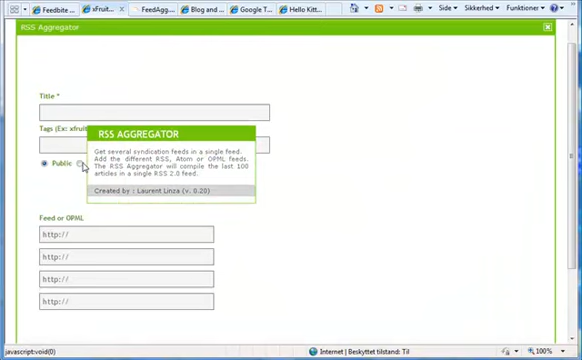 Feedbite
xFruit...
FeedAgg...
Blog and ...
Google T...
Hello Kitt...
Side
Sikkerhed
Funktioner
RSS Aggregator
Title *
Tags (Ex: xfruit
RSS AGGREGATOR
Get several syndication feeds in a single feed.
Add the different RSS, Atom or OPML feeds.
The RSS Aggregator will compile the last 100
articles in a single RSS 2.0 feed.
Public
Created by : Laurent Linza (v. 0.20)
Feed or OPML
http://
http://
http://
http://
javascript:void(0)
Internet | Beskyttet tilstand: Til
100%